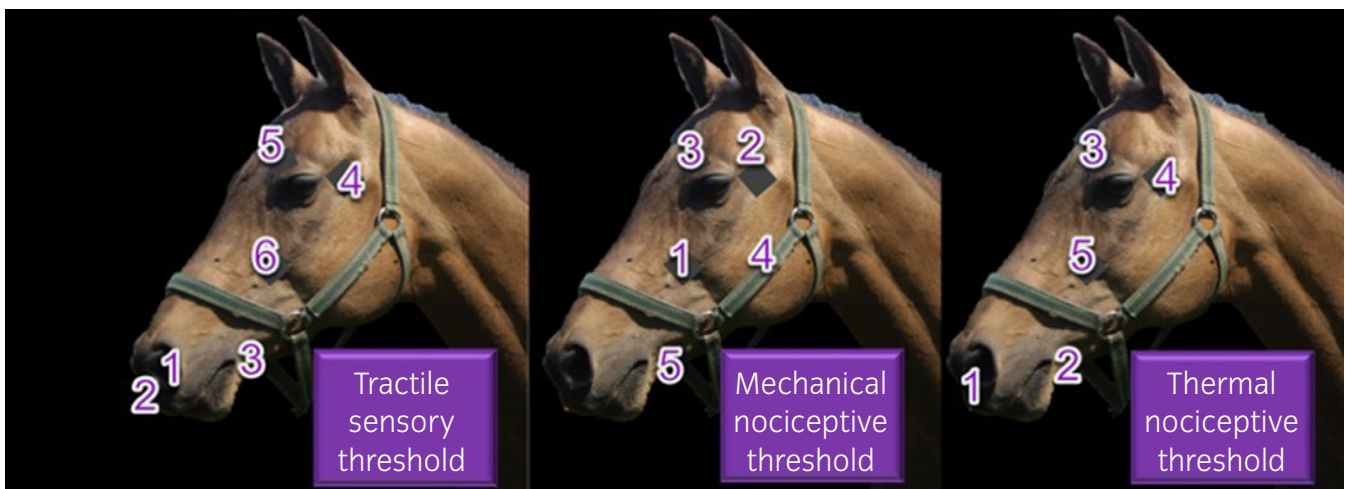 5
4
6
1
3
2
Tractile
sensory
threshold
3
2
1
4
5
Mechanical
nociceptive
threshold
3
4
5
1
2
Thermal
nociceptive
threshold